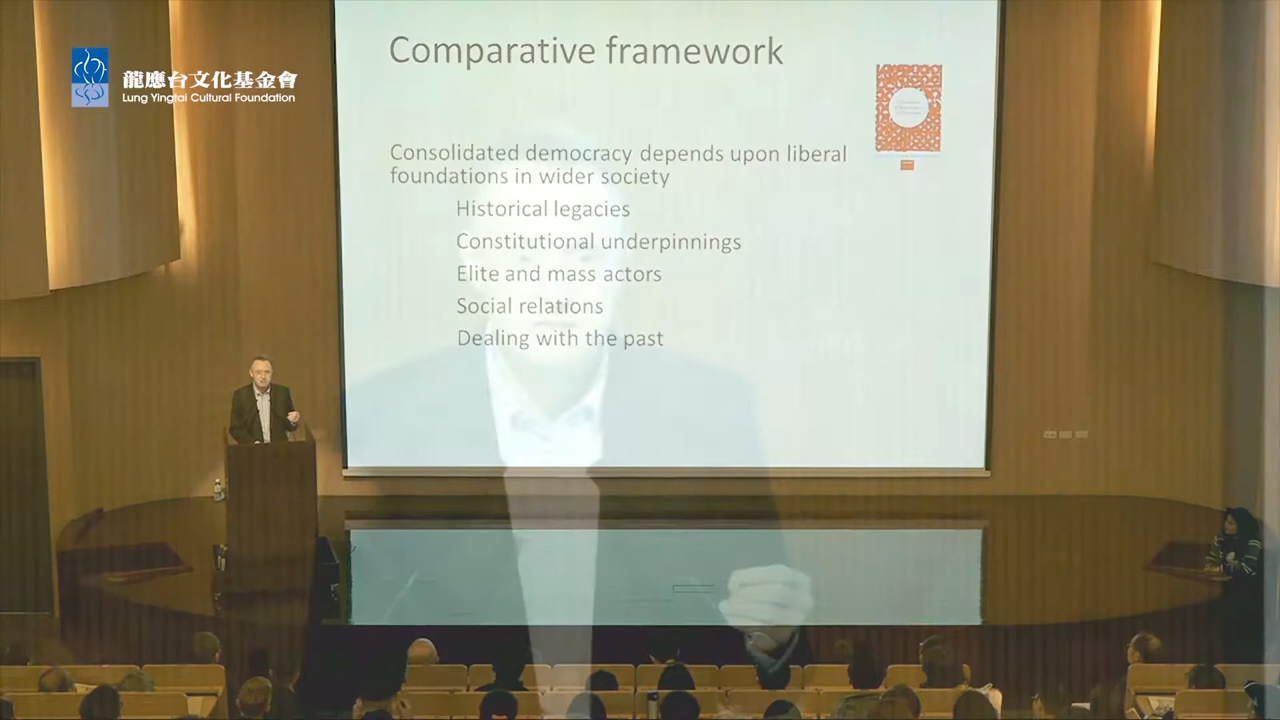 龍應台文化基金會
Lung Yingtai Cultural Foundation
Comparative framework
Consolidated democracy depends upon liberal
foundations in wider society
Historical legacies
Constitutional underpinnings
Elite and mass actors
Social relations
Dealing with the past